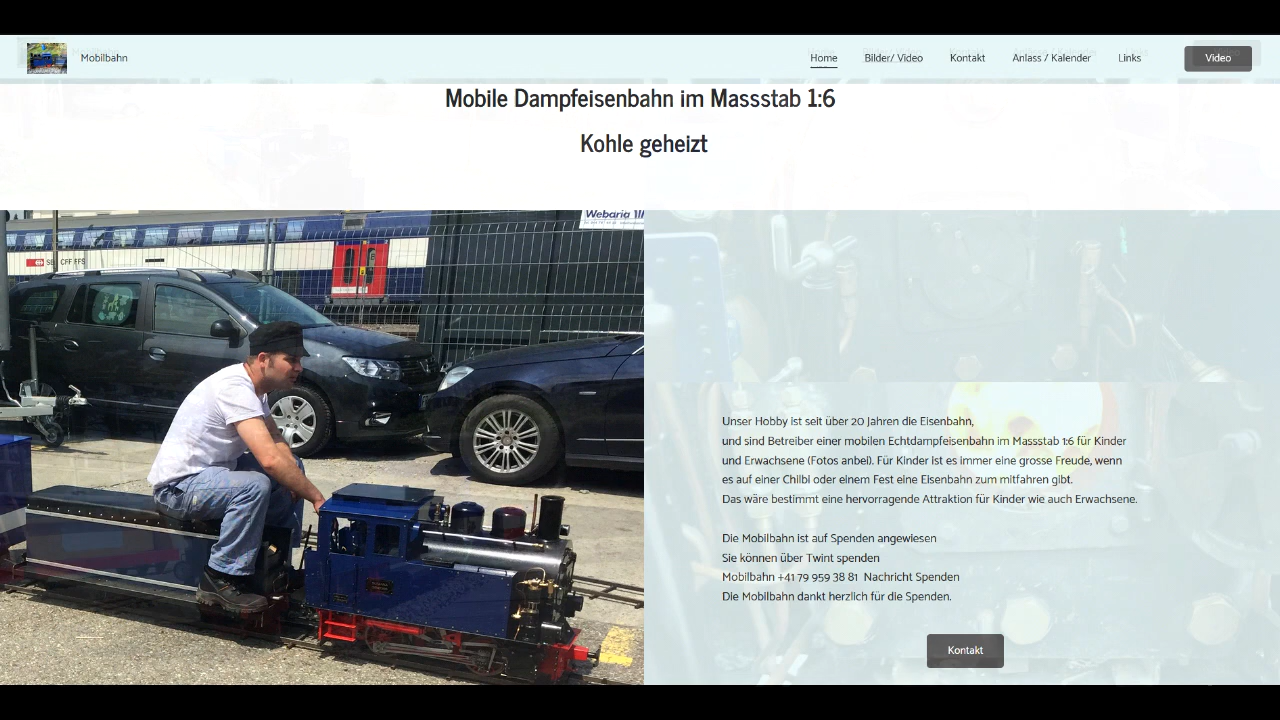 Mobilbahn
Home
Bilder/ Video
Kontakt
Anlass / Kalender
Links
Video
Mobile Dampfeisenbahn im Massstab 1:6
Kohle geheizt
Webaria
SBB CFF FFS
Unser Hobby ist seit über 20 Jahren die Eisenbahn,
und sind Betreiber einer mobilen Echtdampfeisenbahn im Massstab 1:6 für Kinder
und Erwachsene (Fotos anbei). Für Kinder ist es immer eine grosse Freude, wenn
es auf einer Chilbi oder einem Fest eine Eisenbahn zum mitfahren gibt.
Das wäre bestimmt eine hervorragende Attraktion für Kinder wie auch Erwachsene.
Die Mobilbahn ist auf Spenden angewiesen
Sie können über Twint spenden
Mobilbahn +41 79 959 38 81 Nachricht Spenden
Die Mobilbahn dankt herzlich für die Spenden.
Kontakt